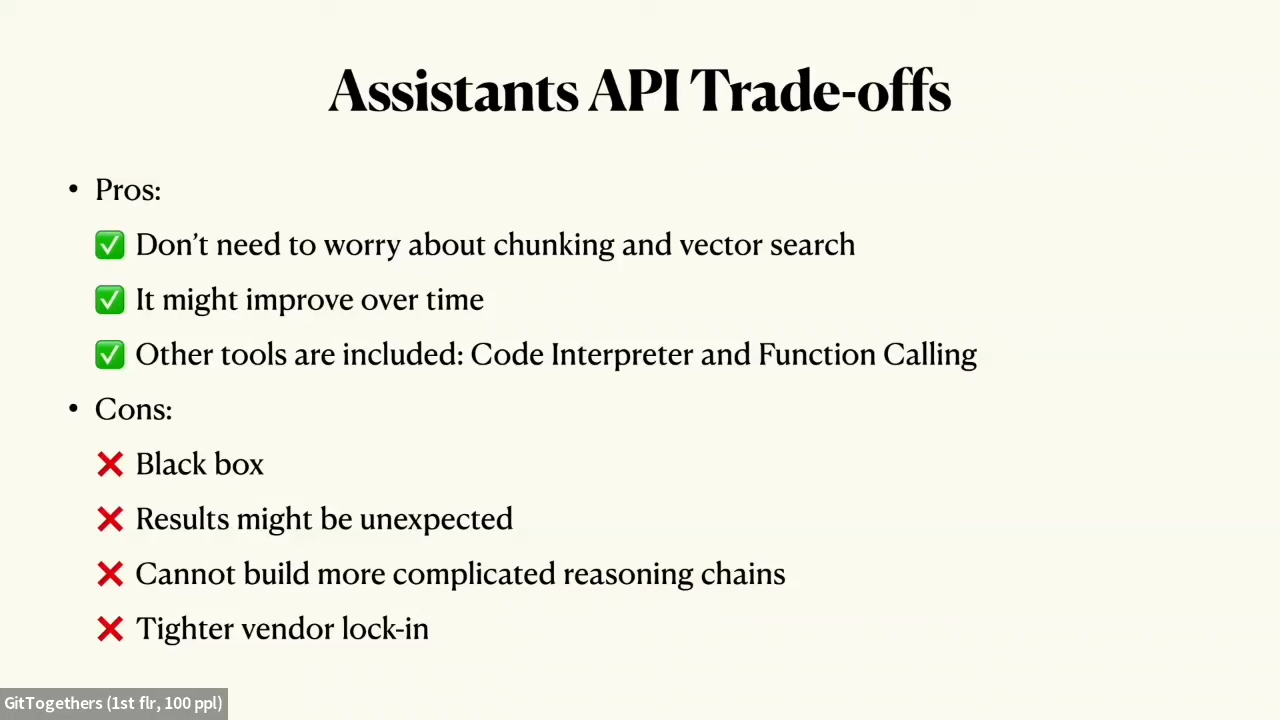 Assistants API Trade-offs
• Pros:
✅ Don’t need to worry about chunking and vector search
✅ It might improve over time
✅ Other tools are included: Code Interpreter and Function Calling
• Cons:
❌ Black box
❌ Results might be unexpected
❌ Cannot build more complicated reasoning chains
❌ Tighter vendor lock-in
GitTogethers (1st flr, 100 ppl)